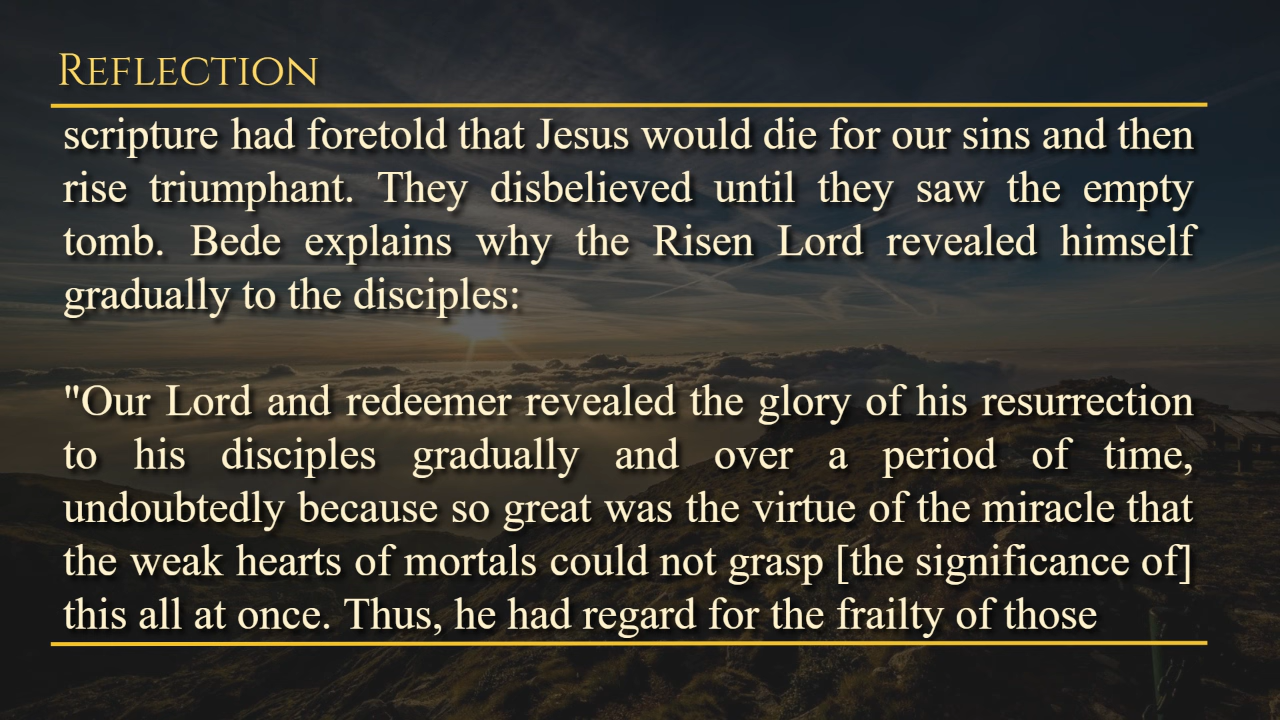 Reflection
scripture had foretold that Jesus would die for our sins and then
rise triumphant. They disbelieved until they saw the empty
tomb. Bede explains why the Risen Lord revealed himself
gradually to the disciples:
"Our Lord and redeemer revealed the glory of his resurrection
to his disciples gradually and over a period of time,
undoubtedly because so great was the virtue of the miracle that
the weak hearts of mortals could not grasp [the significance of]
this all at once. Thus, he had regard for the frailty of those